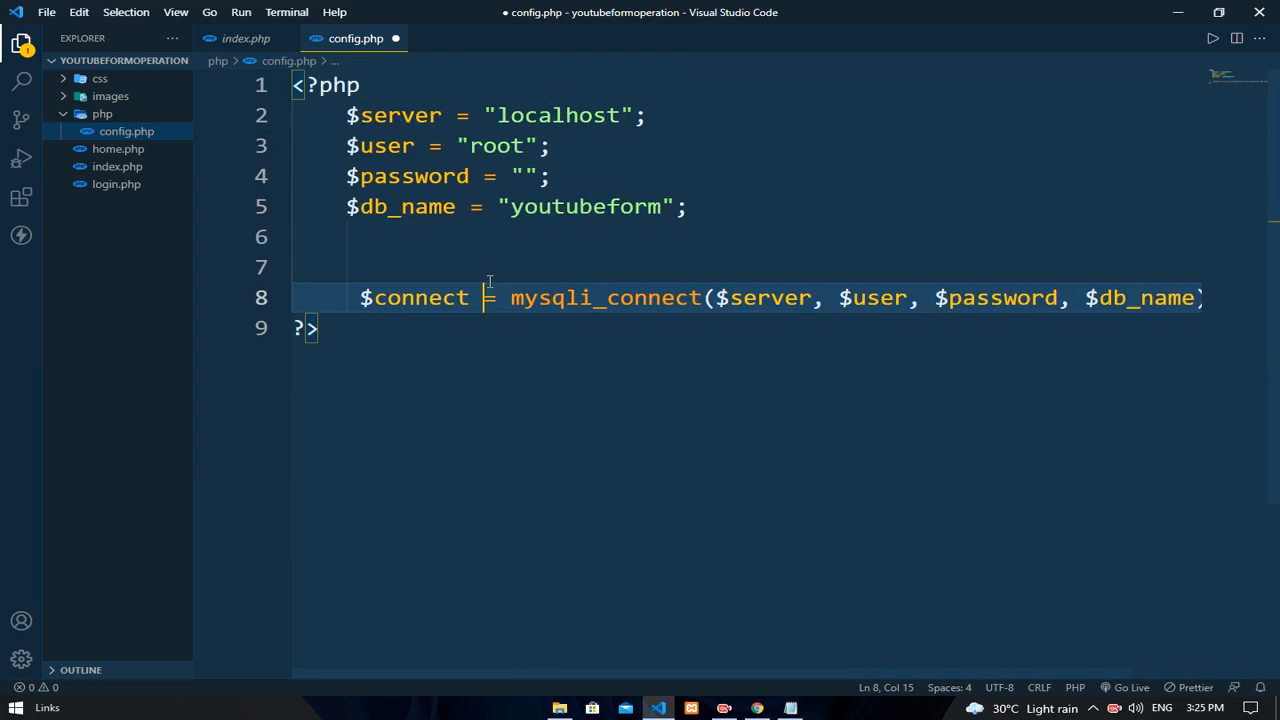 File Edit Selection View Go Run Terminal Help
● config.php - youtubeformoperation - Visual Studio Code
EXPLORER
index.php
config.php ●
YOUTUBEFORMOPERATION
php > config.php > ...
css
images
php
config.php
home.php
index.php
login.php
1 <?php
2 $server = "localhost";
3 $user = "root";
4 $password = "";
5 $db_name = "youtubeform";
6
7
8 $connect = mysqli_connect($server, $user, $password, $db_name)
9 ?>
1
OUTLINE
0 0
Ln 8, Col 15 Spaces: 4 UTF-8 CRLF PHP Go Live Prettier
Links
30°C Light rain ENG 3:25 PM